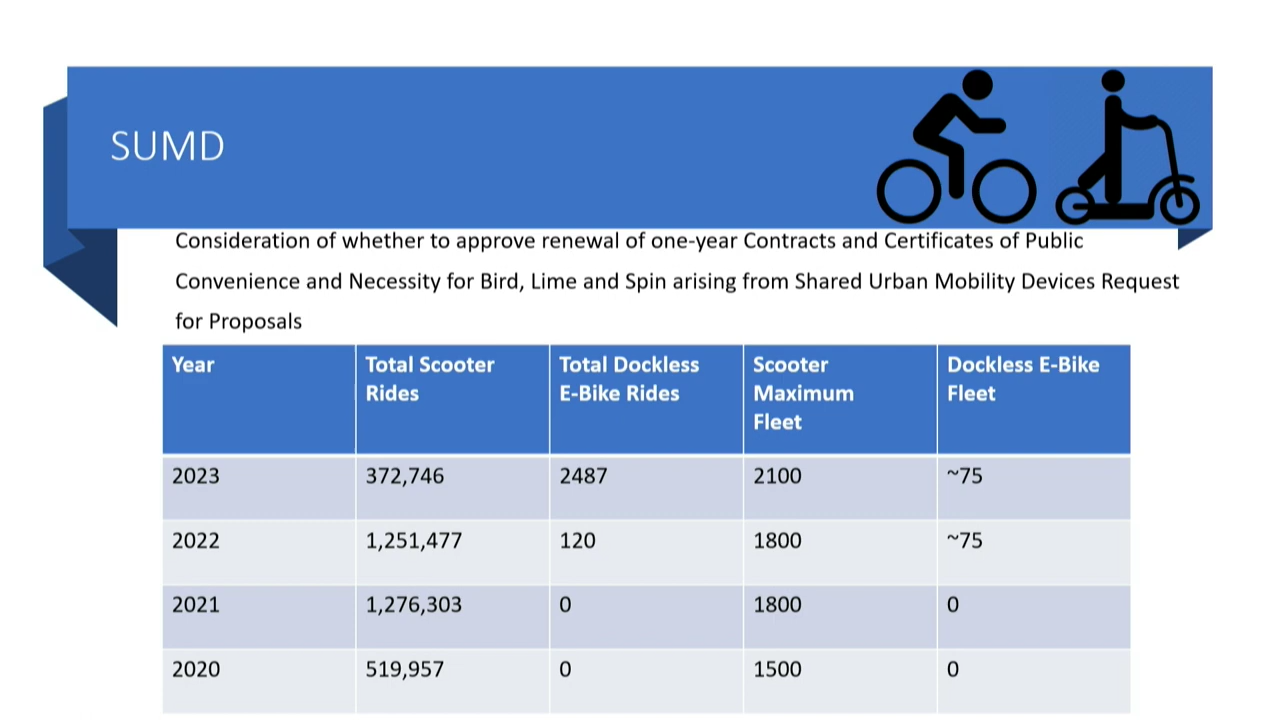 SUMD
Consideration of whether to approve renewal of one-year Contracts and Certificates of Public
Convenience and Necessity for Bird, Lime and Spin arising from Shared Urban Mobility Devices Request
for Proposals
Year Total Scooter Rides Total Dockless E-Bike Rides Scooter Maximum Fleet Dockless E-Bike Fleet
2023 372,746 2487 2100 ~75
2022 1,251,477 120 1800 ~75
2021 1,276,303 0 1800 0
2020 519,957 0 1500 0